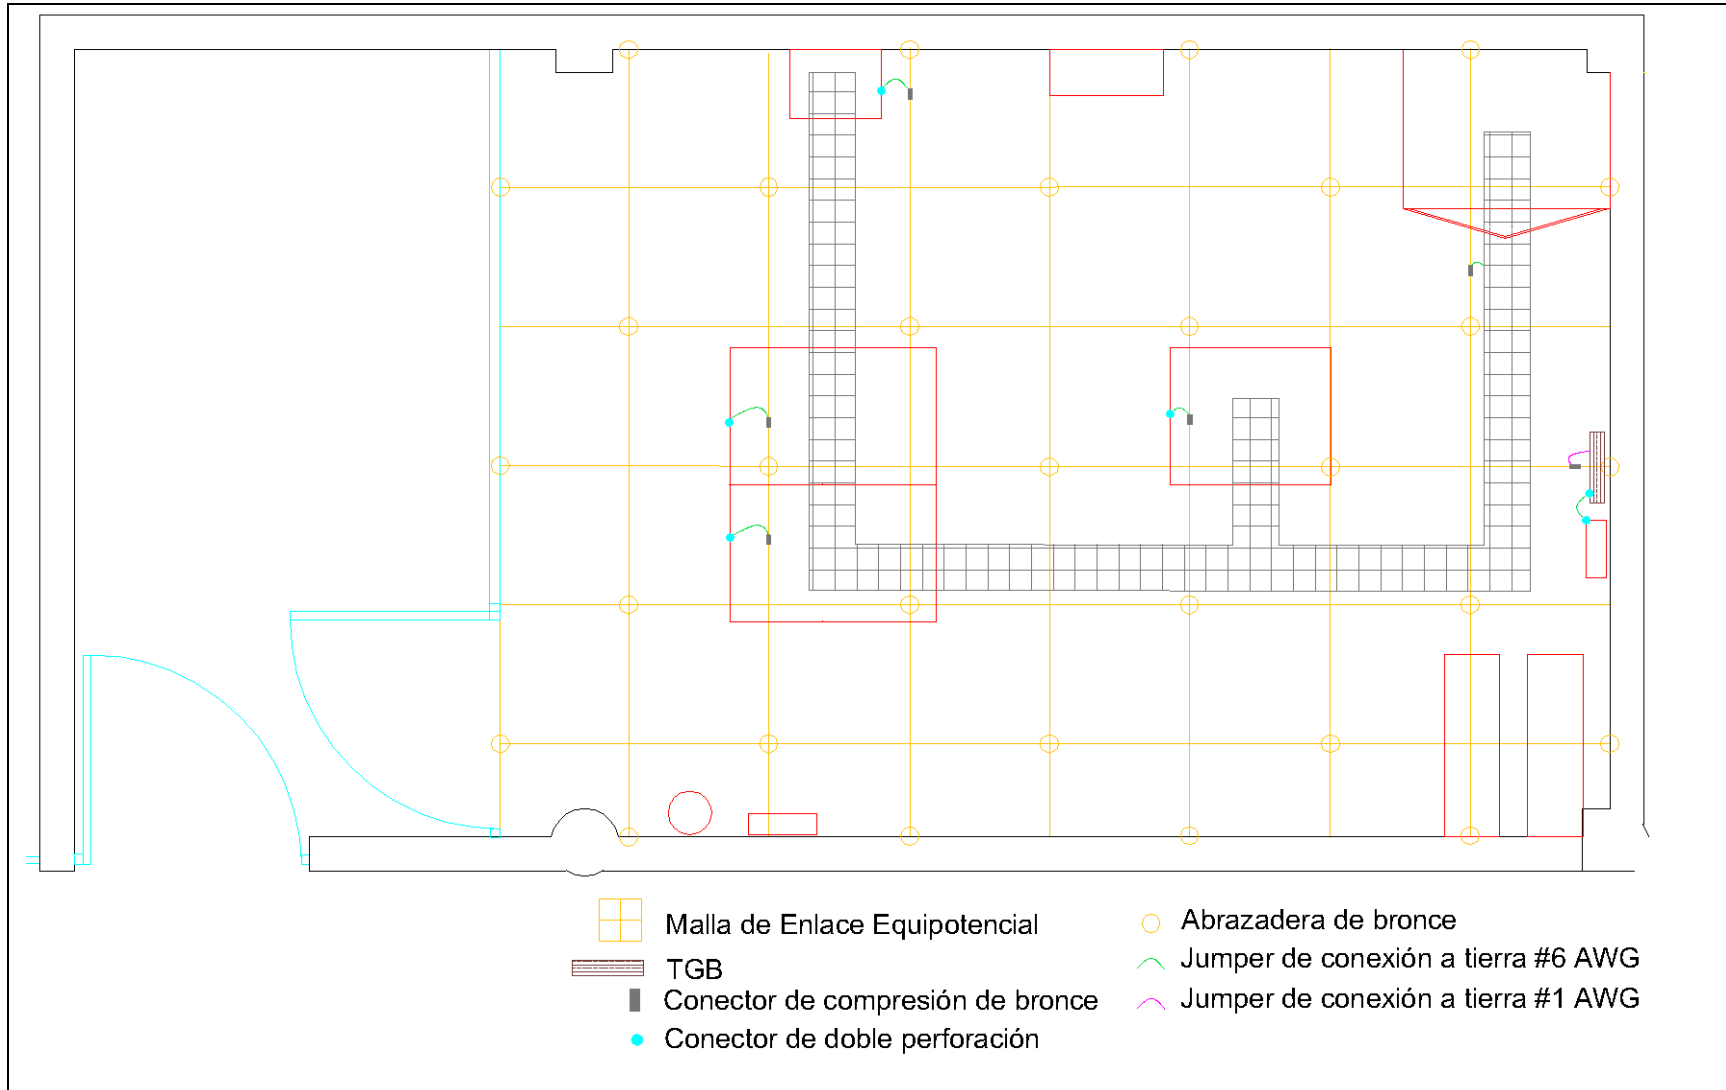 Malla de Enlace Equipotencial
TGB
Conector de compresión de bronce
Conector de doble perforación
Abrazadera de bronce
Jumper de conexión a tierra #6 AWG
Jumper de conexión a tierra #1 AWG